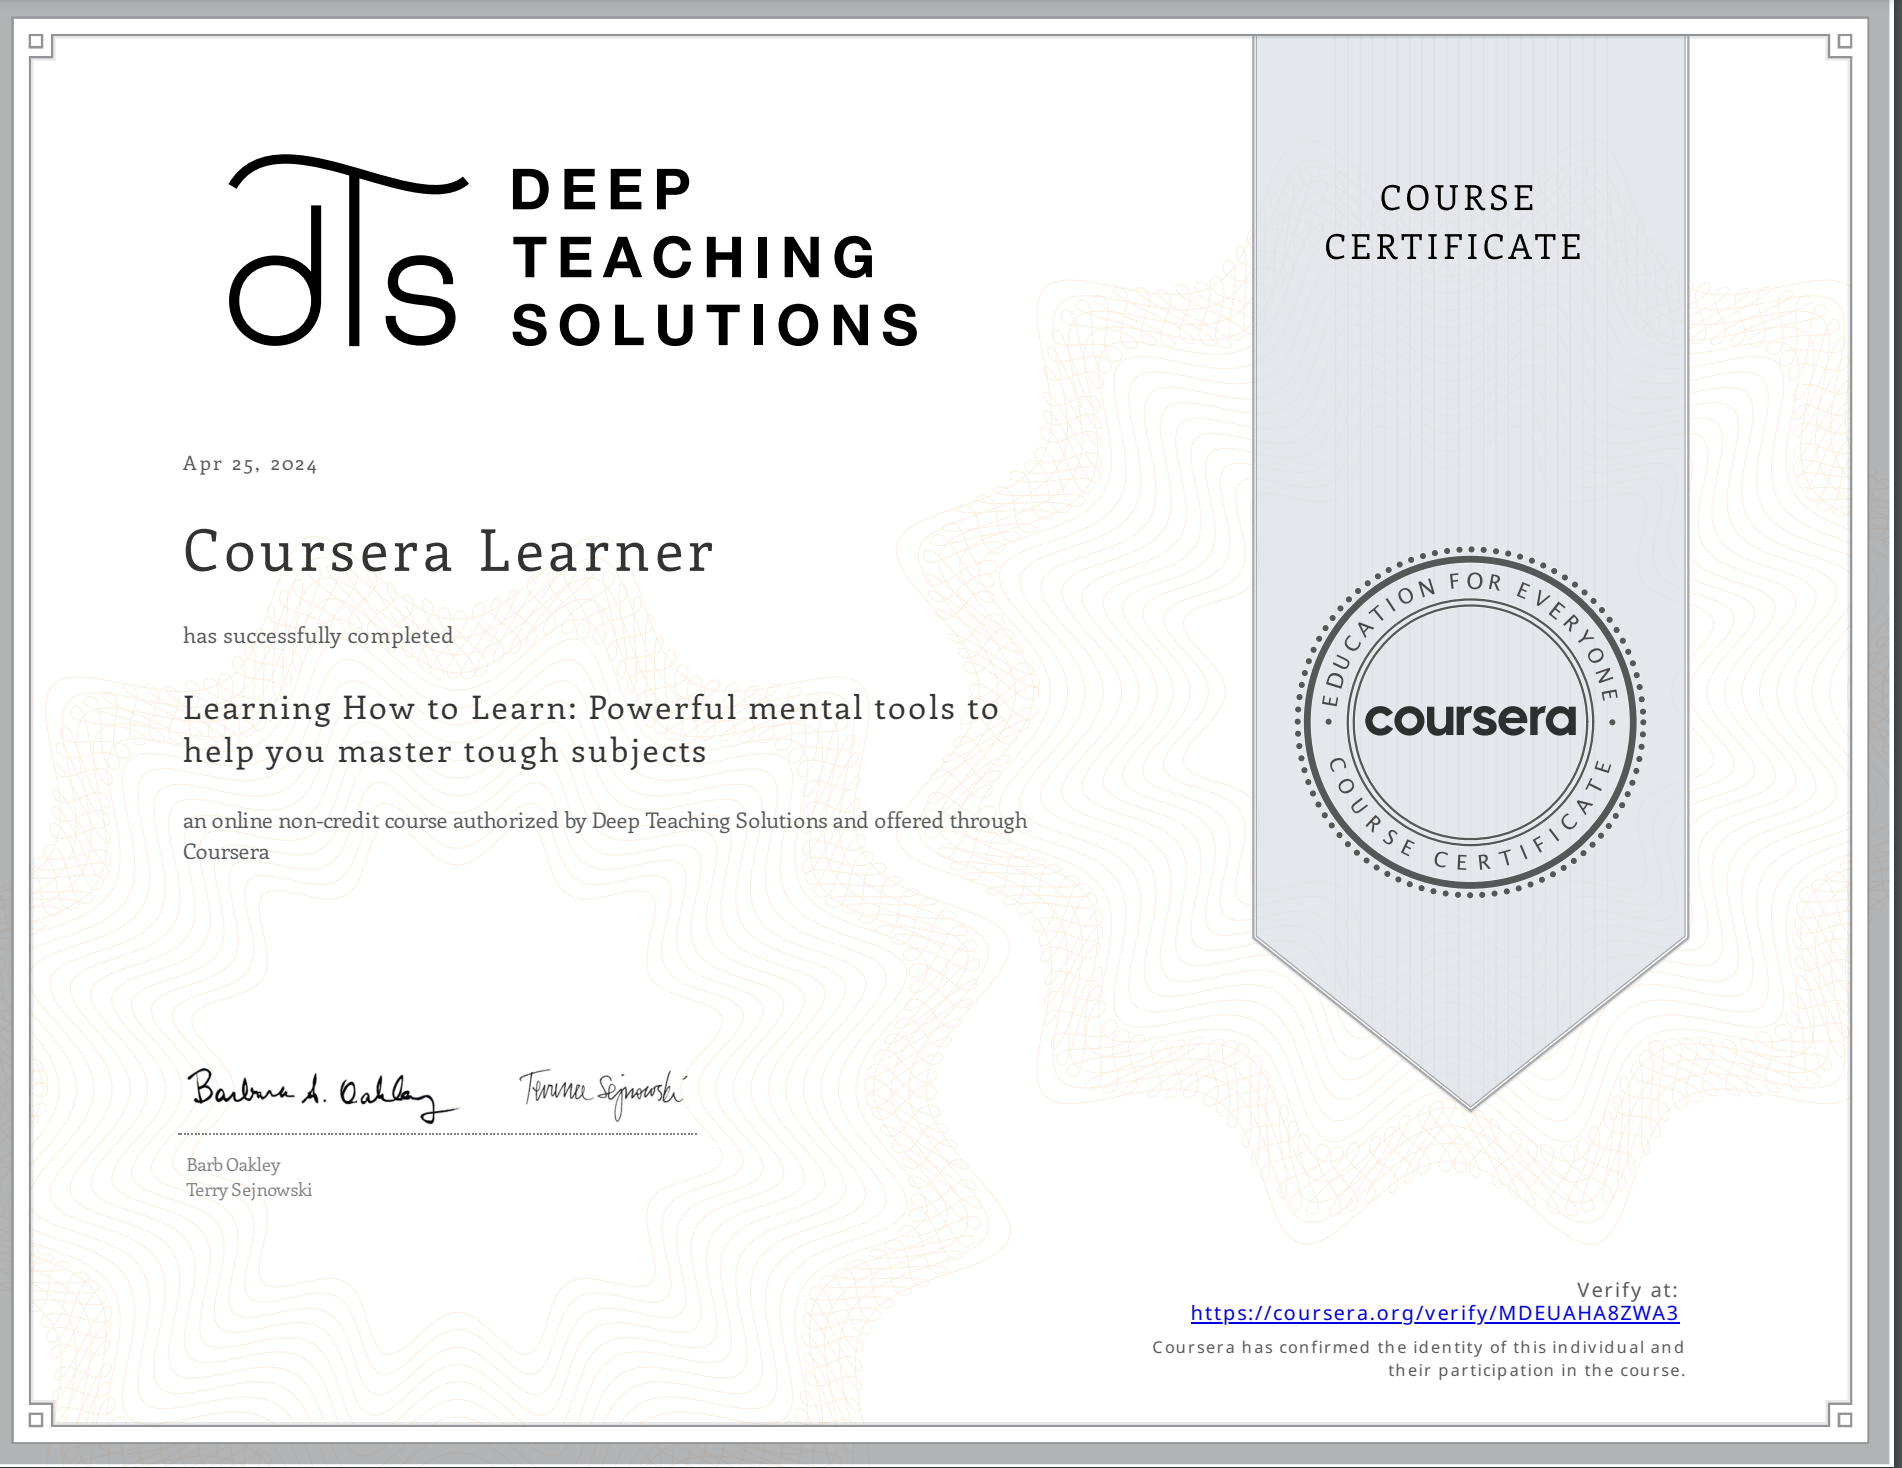 dTs
DEEP
TEACHING
SOLUTIONS
COURSE
CERTIFICATE
Apr 25, 2024
Coursera Learner
has successfully completed
Learning How to Learn: Powerful mental tools to
help you master tough subjects
an online non-credit course authorized by Deep Teaching Solutions and offered through
Coursera
EDUCATION FOR EVERYONE
coursera
COURSE CERTIFICATE
Barbara A. Oakley
Terrence Sejnowski
Barb Oakley
Terry Sejnowski
Verify at:
https://coursera.org/verify/MDEUAHA8ZWA3
Coursera has confirmed the identity of this individual and
their participation in the course.